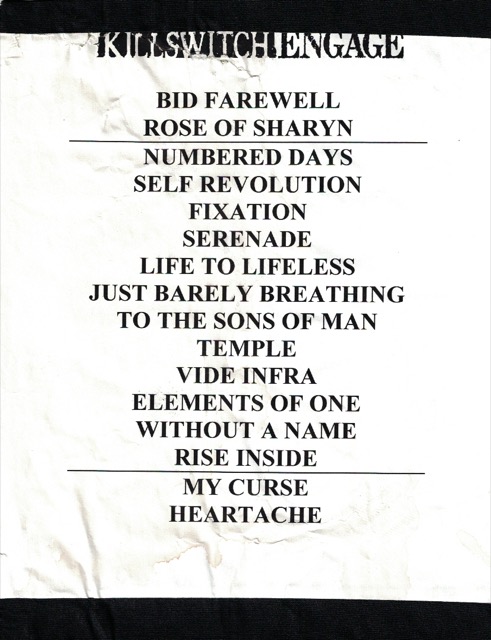 KILLSWITCH ENGAGE
BID FAREWELL
ROSE OF SHARYN
NUMBERED DAYS
SELF REVOLUTION
FIXATION
SERENADE
LIFE TO LIFELESS
JUST BARELY BREATHING
TO THE SONS OF MAN
TEMPLE
VIDE INFRA
ELEMENTS OF ONE
WITHOUT A NAME
RISE INSIDE
MY CURSE
HEARTACHE